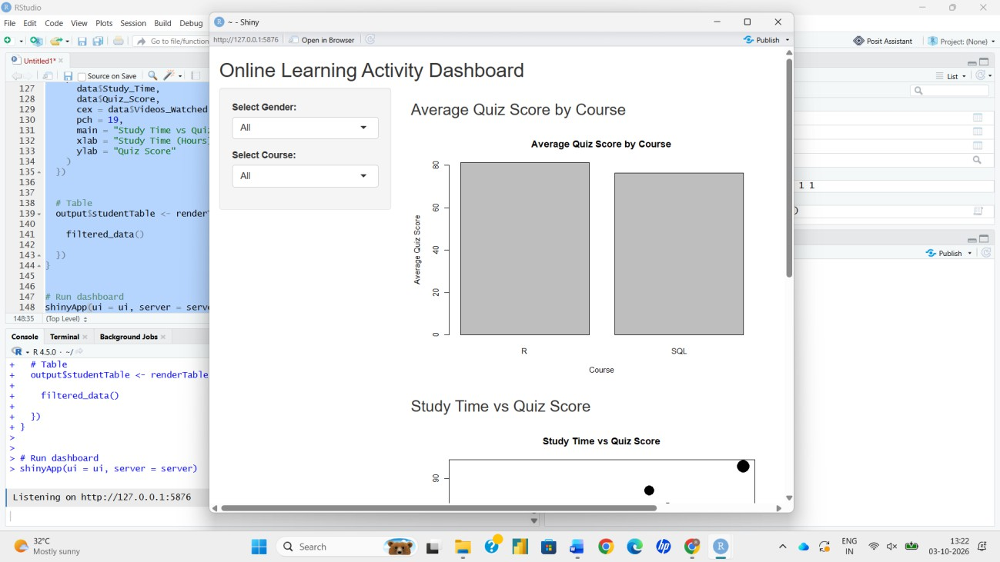 RStudio
File Edit Code View Plots Session Build Debug
Go to file/function
Posit Assistant
Project: (None)
Untitled1*
Source on Save
127 data$Study_Time,
128 data$Quiz_Score,
129 cex = data$Videos_Watched
130 pch = 19,
131 main = "Study Time vs Quiz
132 xlab = "Study Time (Hours)
133 ylab = "Quiz Score"
134 )
135 })
136
137
138 # Table
139 output$studentTable <- renderT
140
141 filtered_data()
142
143 })
144 }
145
146
147 # Run dashboard
148 shinyApp(ui = ui, server = serve
148:35 (Top Level)
Console Terminal Background Jobs
R 4.5.0 · ~/
+ # Table
+ output$studentTable <- renderTable
+
+ filtered_data()
+
+ })
+ }
>
>
> # Run dashboard
> shinyApp(ui = ui, server = server)
Listening on http://127.0.0.1:5876
~ - Shiny
http://127.0.0.1:5876 Open in Browser Publish
Online Learning Activity Dashboard
Select Gender:
All
Select Course:
All
Average Quiz Score by Course
Average Quiz Score by Course
Average Quiz Score
80
60
40
20
0
R SQL
Course
Study Time vs Quiz Score
Study Time vs Quiz Score
90
List
1 1
)
Publish
32°C
Mostly sunny
Search
ENG
IN
13:22
03-10-2026